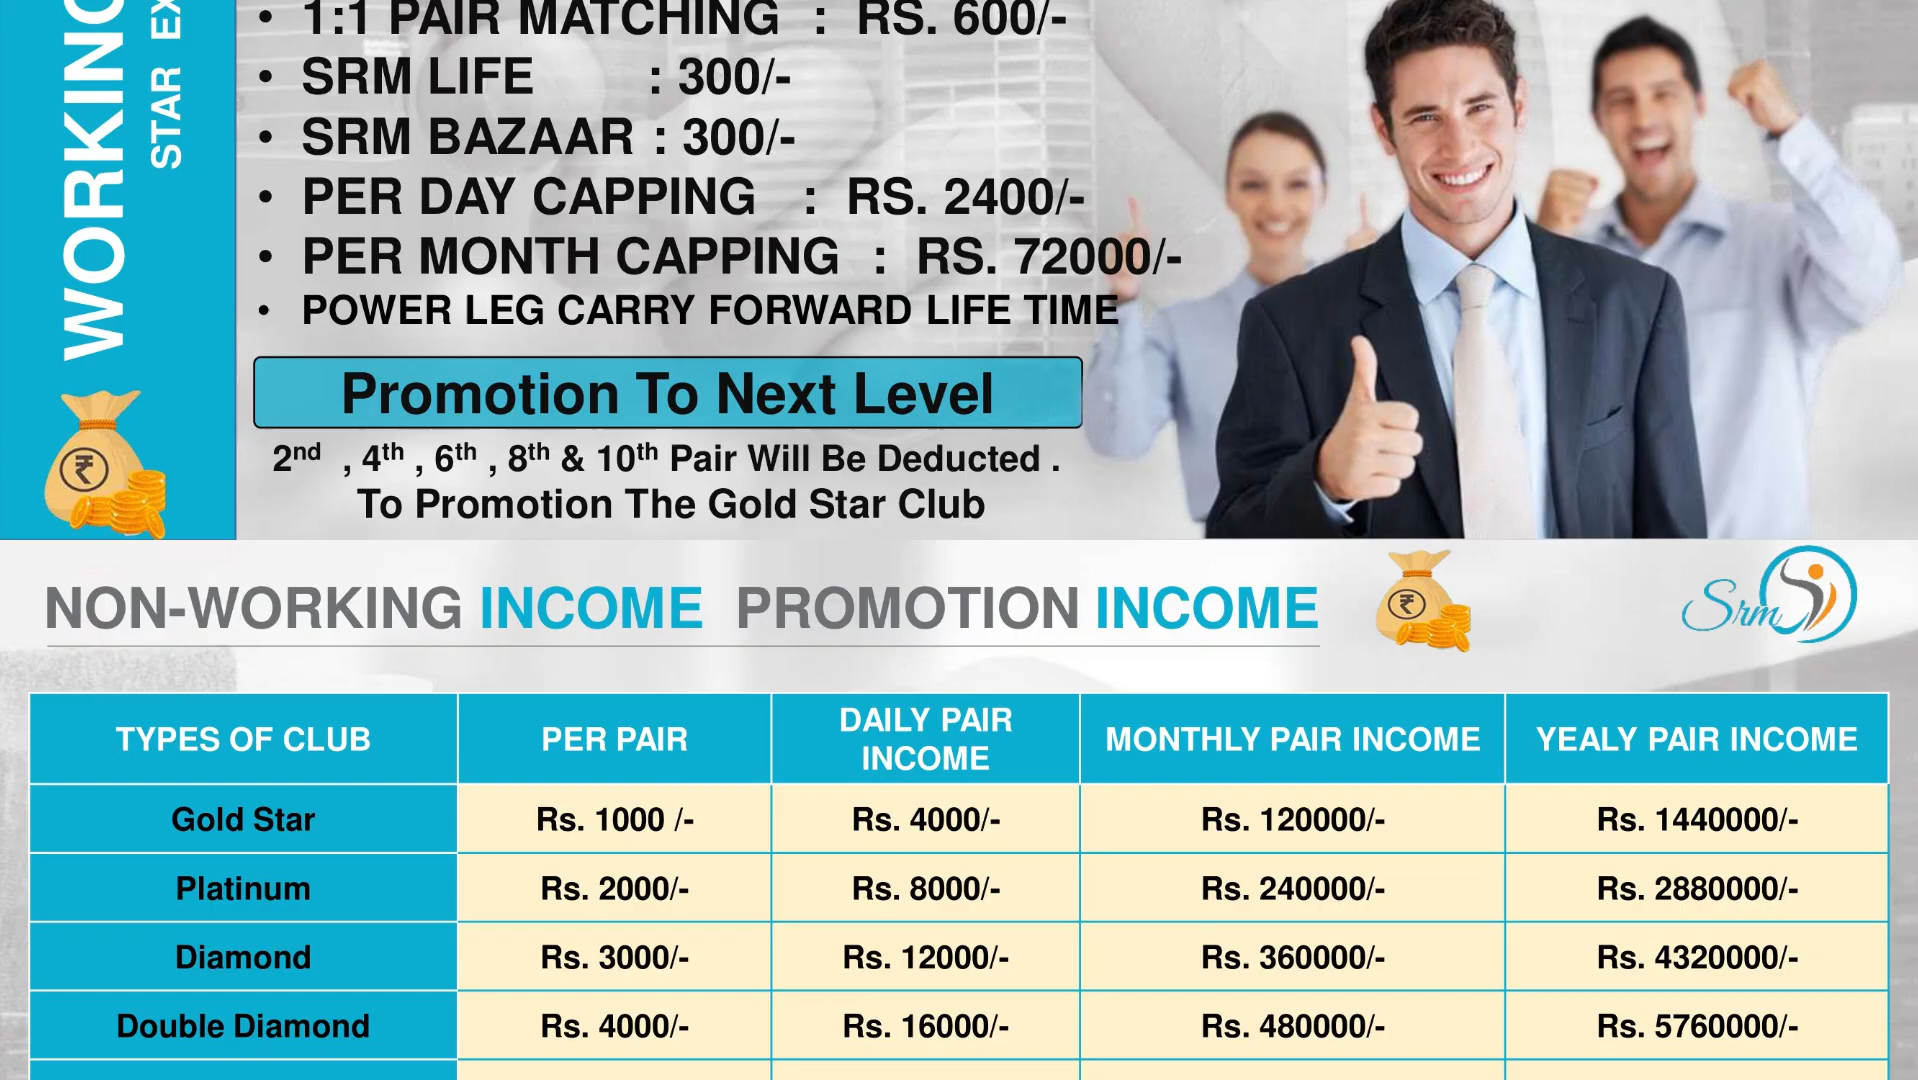 WORKING
STAR EX
• 1:1 PAIR MATCHING : RS. 600/-
• SRM LIFE : 300/-
• SRM BAZAAR : 300/-
• PER DAY CAPPING : RS. 2400/-
• PER MONTH CAPPING : RS. 72000/-
• POWER LEG CARRY FORWARD LIFE TIME
Promotion To Next Level
2nd , 4th , 6th , 8th & 10th Pair Will Be Deducted .
To Promotion The Gold Star Club
NON-WORKING INCOME PROMOTION INCOME
Srm
TYPES OF CLUB PER PAIR DAILY PAIR INCOME MONTHLY PAIR INCOME YEALY PAIR INCOME
Gold Star Rs. 1000 /- Rs. 4000/- Rs. 120000/- Rs. 1440000/-
Platinum Rs. 2000/- Rs. 8000/- Rs. 240000/- Rs. 2880000/-
Diamond Rs. 3000/- Rs. 12000/- Rs. 360000/- Rs. 4320000/-
Double Diamond Rs. 4000/- Rs. 16000/- Rs. 480000/- Rs. 5760000/-